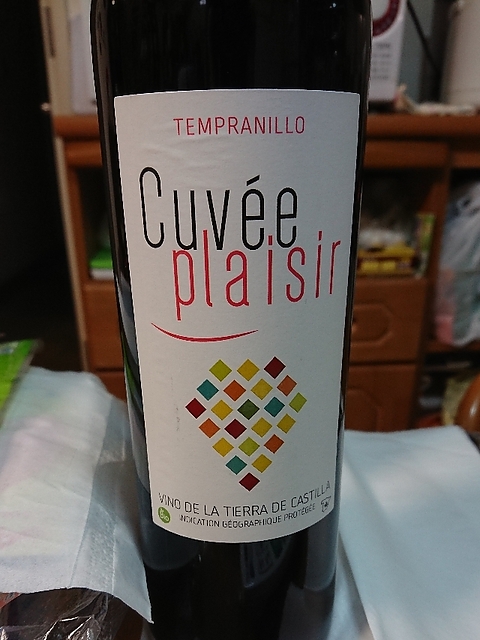 TEMPRANILLO
Cuvée
plaisir
VINO DE LA TIERRA DE CASTILLA
INDICATION GÉOGRAPHIQUE PROTÉGÉE